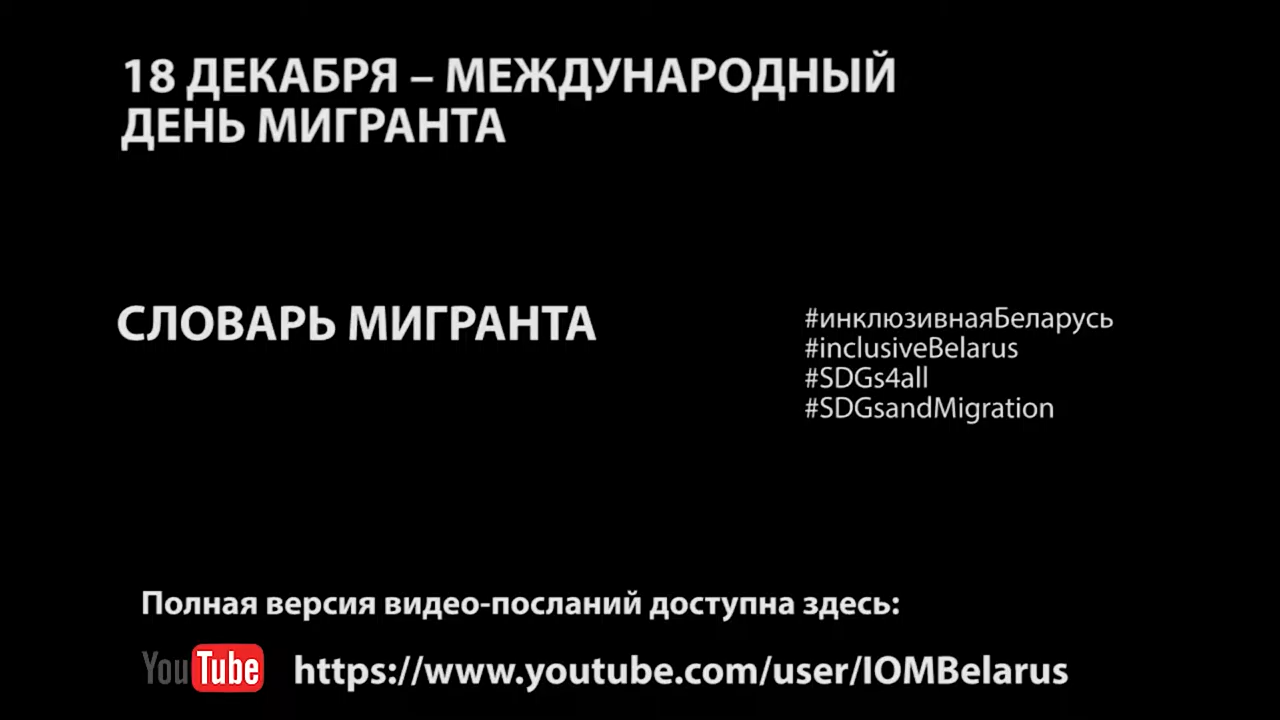 18 ДЕКАБРЯ – МЕЖДУНАРОДНЫЙ
ДЕНЬ МИГРАНТА
СЛОВАРЬ МИГРАНТА
#инклюзивнаяБеларусь
#inclusiveBelarus
#SDGs4all
#SDGsandMigration
Полная версия видео-посланий доступна здесь:
YouTube https://www.youtube.com/user/IOMBelarus